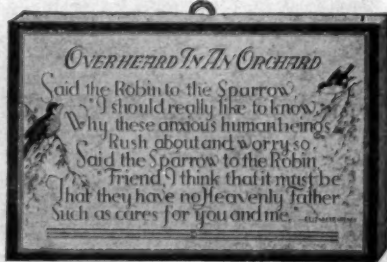 OVERHEARD IN AN ORCHARD
Said the Robin to the Sparrow,
"I should really like to know,
Why these anxious human beings
Rush about and worry so.
Said the Sparrow to the Robin
"Friend, I think that it must be
That they have no Heavenly Father
Such as cares for you and me.